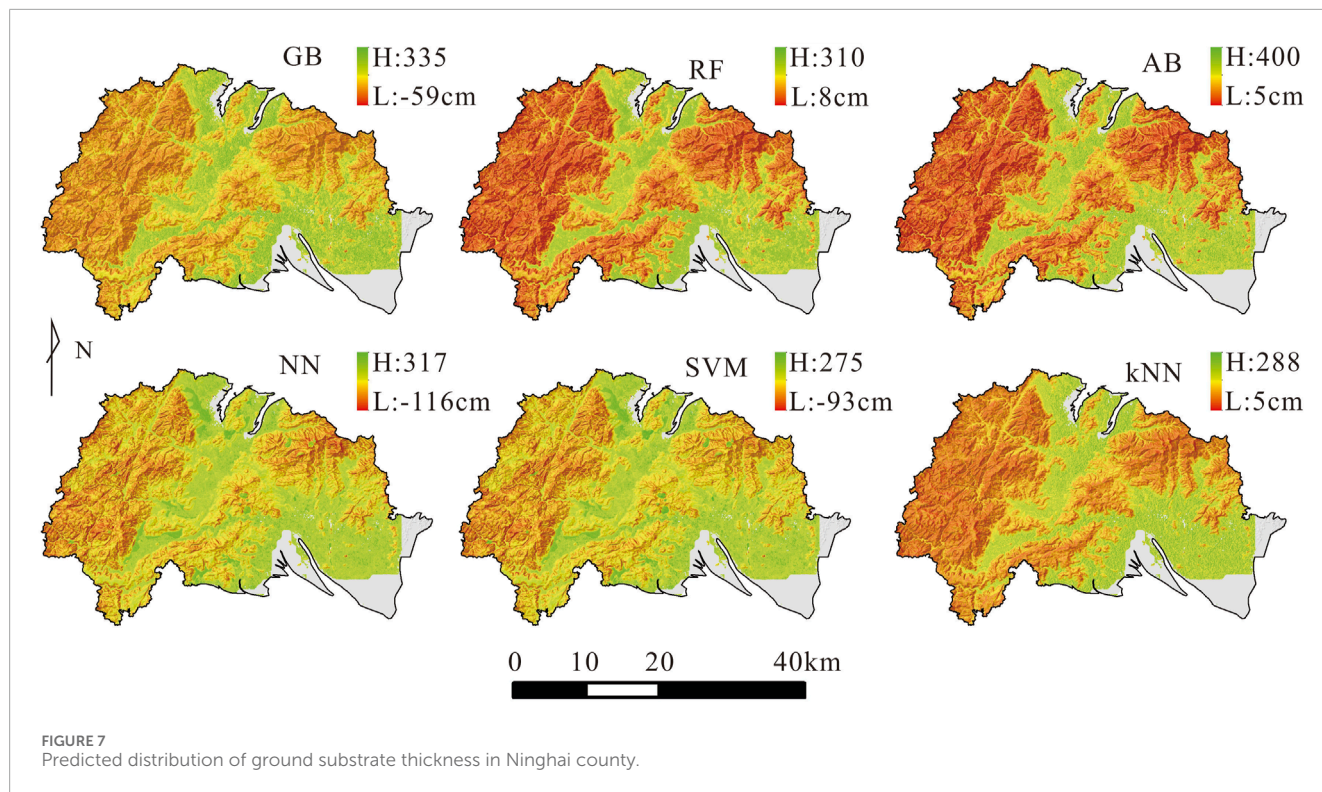 GB
H:335
L:-59cm
RF
H:310
L:8cm
AB
H:400
L:5cm
N
NN
H:317
L:-116cm
SVM
H:275
L:-93cm
kNN
H:288
L:5cm
0 10 20 40km
FIGURE 7
Predicted distribution of ground substrate thickness in Ninghai county.